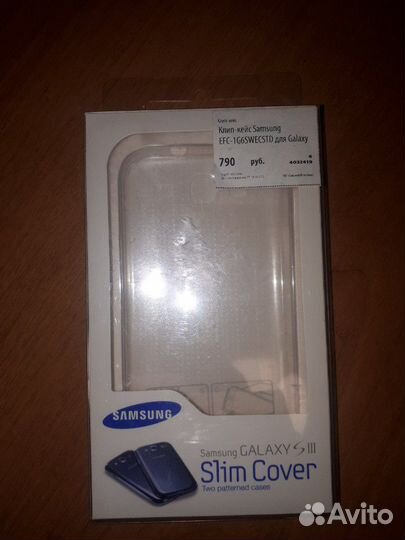 Клип-кейс Samsung
EFC-1G6SWECSTD для Galaxy
790 руб.
4032419
SAMSUNG
Samsung GALAXY S III
Slim Cover
Two patterned cases
Avito